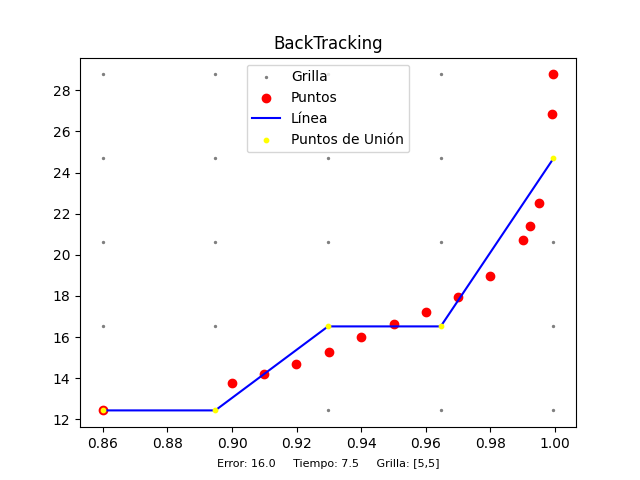 BackTracking
Grilla
Puntos
Línea
Puntos de Unión
28
26
24
22
20
18
16
14
12
0.86 0.88 0.90 0.92 0.94 0.96 0.98 1.00
Error: 16.0 Tiempo: 7.5 Grilla: [5,5]